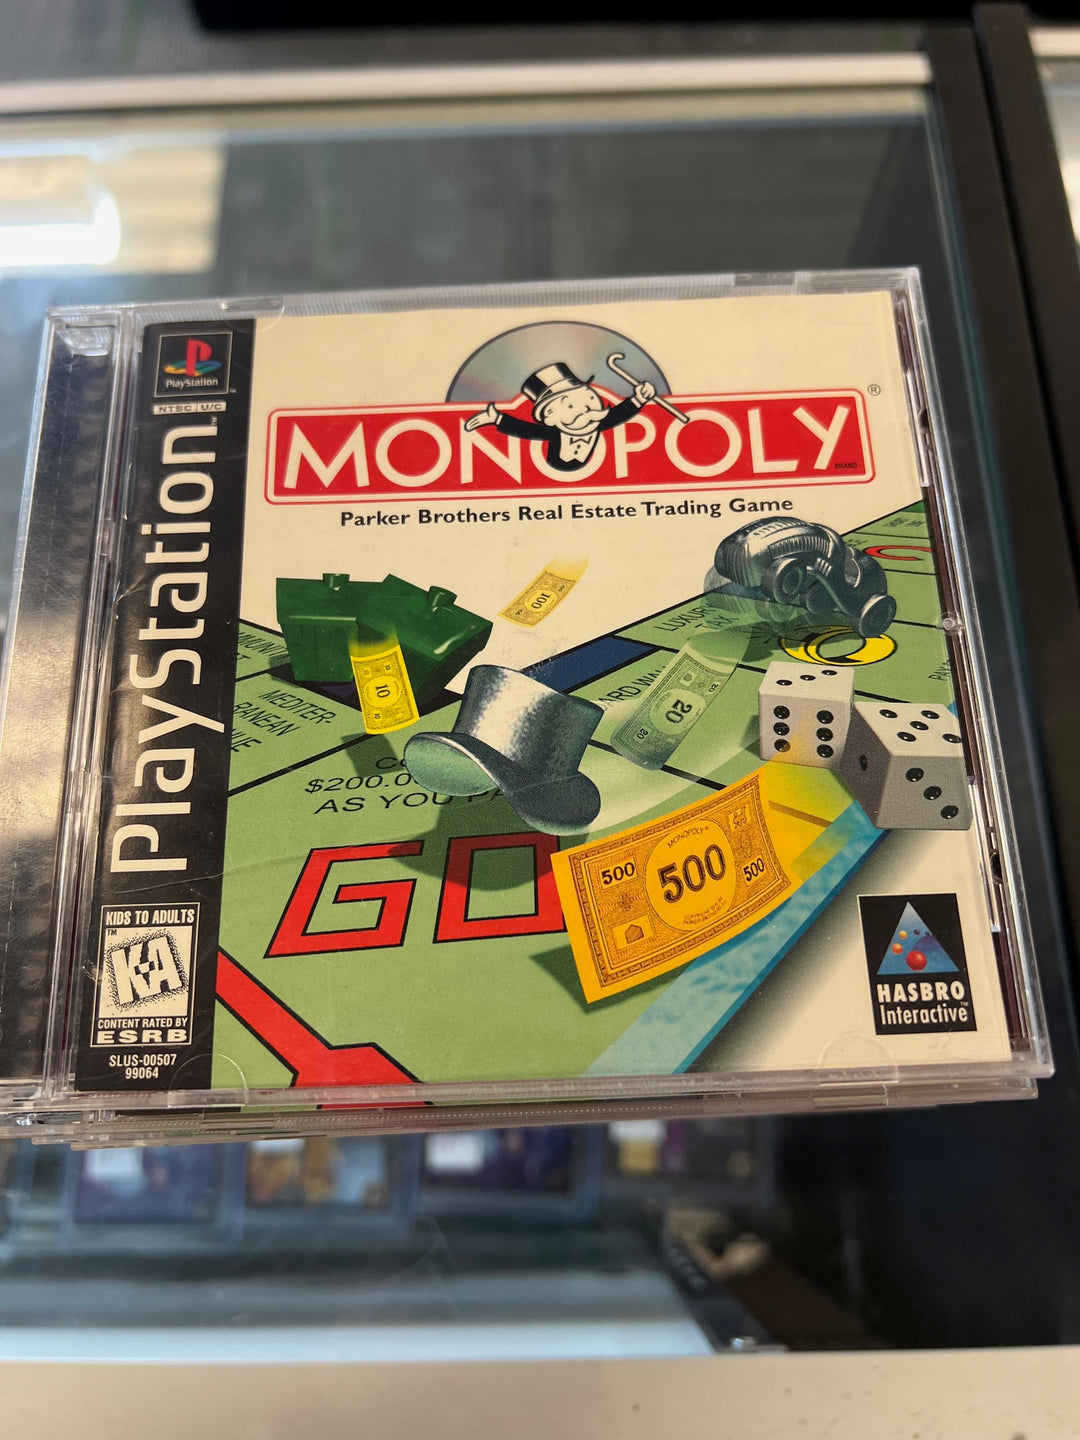 PlayStation
NTSC U/C
PlayStation
MONOPOLY
BRAND
Parker Brothers Real Estate Trading Game
100
LUXURY
TAX
MEDITER-
RANEAN
10
20
20
$200.0
AS YOU PA
GO
MONOPOLY
500
500
500
KIDS TO ADULTS
K-A
CONTENT RATED BY
ESRB
SLUS-00507
99064
HASBRO
Interactive